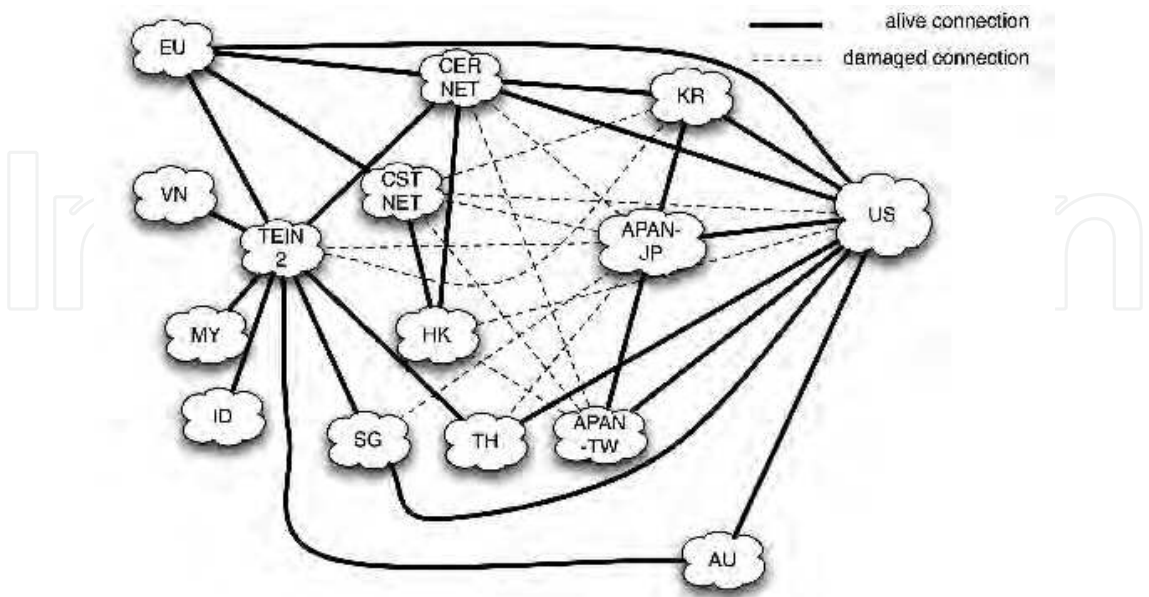 alive connection
damaged connection
EU
CER
NET
KR
CST
NET
VN
US
TEIN
2
APAN-
JP
MY
HK
ID
SG
TH
APAN
-TW
AU